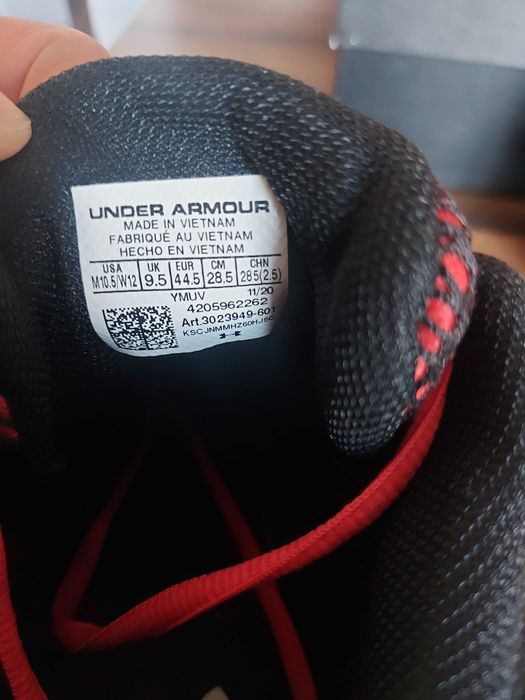 UNDER ARMOUR
MADE IN VIETNAM
FABRIQUÉ AU VIETNAM
HECHO EN VIETNAM
USA UK EUR CM CHN
M10.5/W12 9.5 44.5 28.5 285(2.5)
YMUV 11/20
4205962262
Art.3023949-601
KSCJNMMHZ60HJ5C